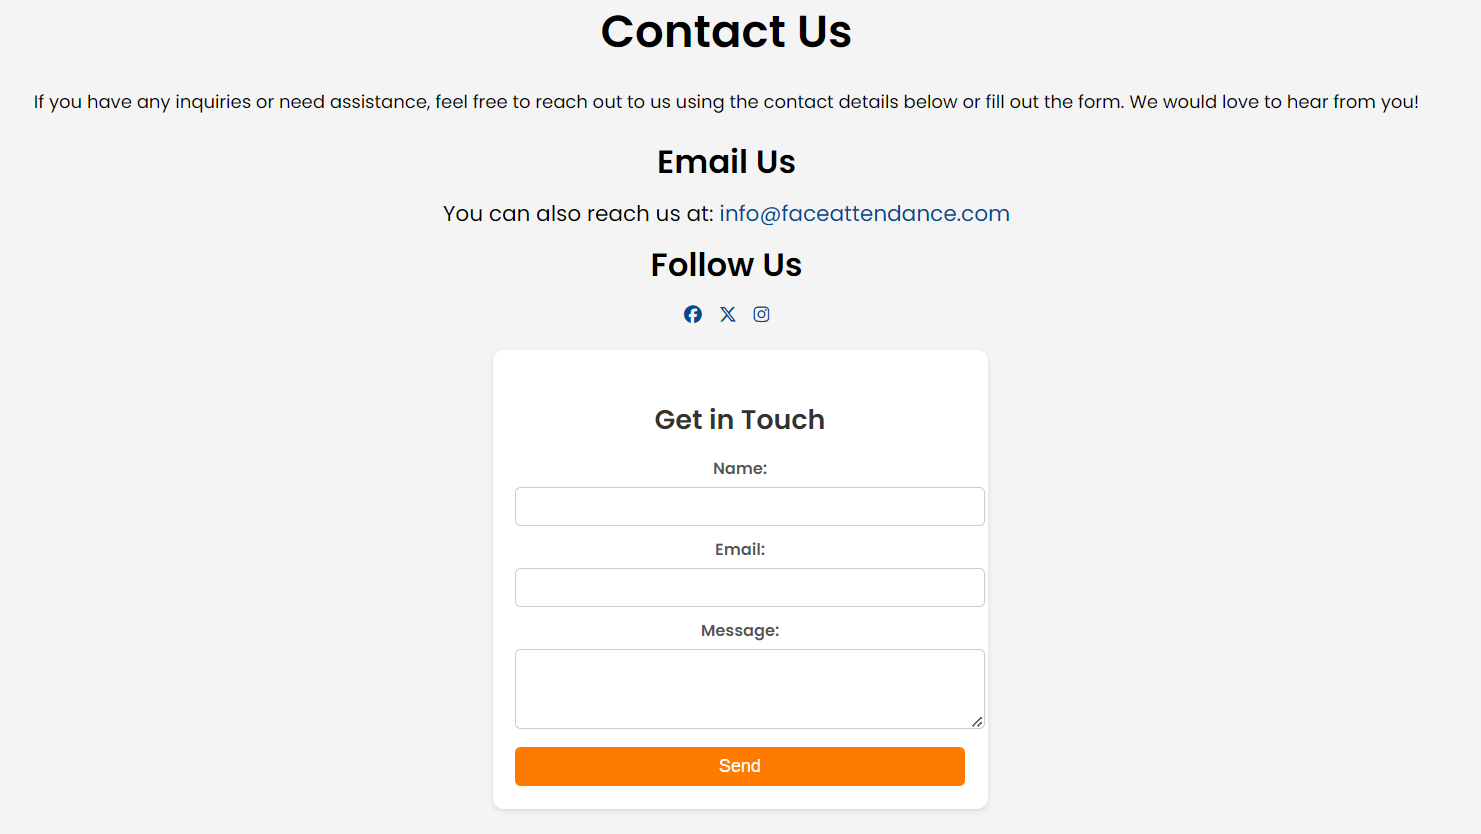 Contact Us
If you have any inquiries or need assistance, feel free to reach out to us using the contact details below or fill out the form. We would love to hear from you!
Email Us
You can also reach us at: info@faceattendance.com
Follow Us
Get in Touch
Name:
Email:
Message:
Send